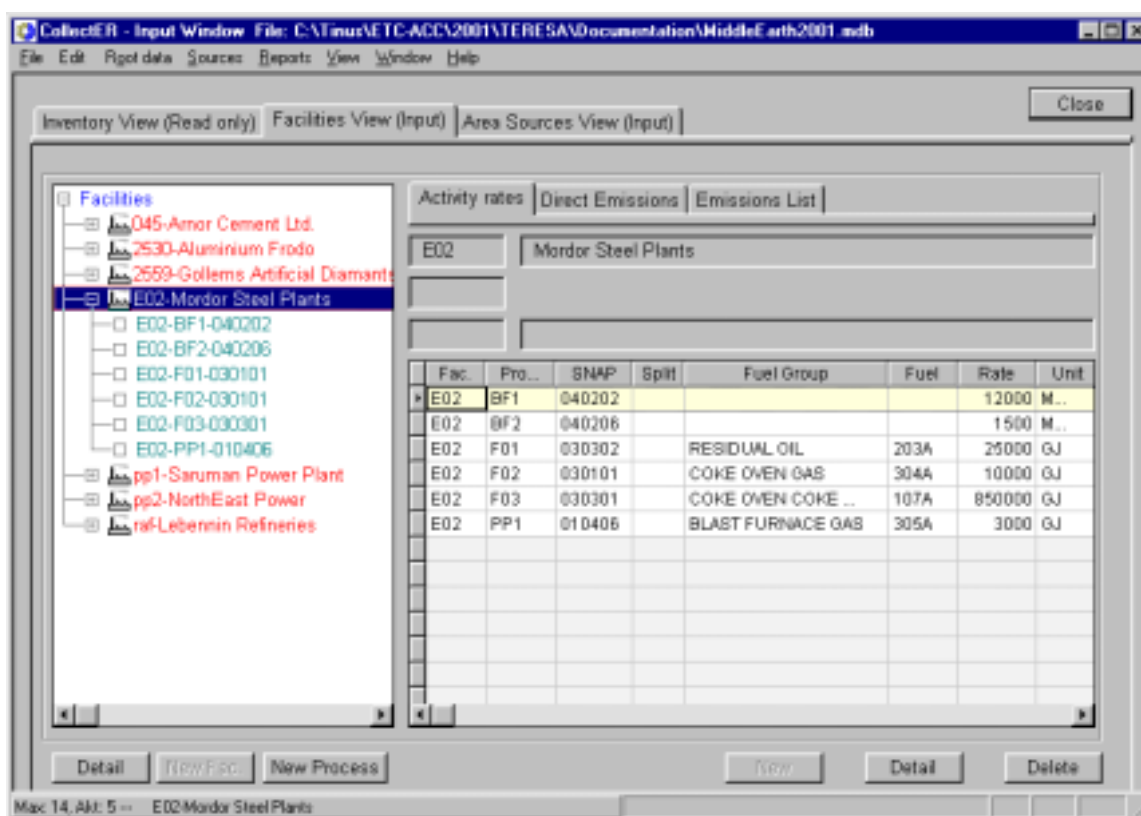 CollectER - Input Window File: C:\Tinus\ETC-ACC\2001\TERESA\Documentation\MiddleEarth2001.mdb
File Edit Root data Sources Reports View Window Help
Close
Inventory View (Read only) Facilities View (Input) Area Sources View (Input)
Facilities
045-Arnor Cement Ltd.
2530-Aluminium Frodo
2559-Gollems Artificial Diamants
E02-Mordor Steel Plants
E02-BF1-040202
E02-BF2-040206
E02-F01-030101
E02-F02-030101
E02-F03-030301
E02-PP1-010406
pp1-Saruman Power Plant
pp2-NorthEast Power
raf-Lebennin Refineries
Activity rates Direct Emissions Emissions List
E02 Mordor Steel Plants
Fac. Pro... SNAP Split Fuel Group Fuel Rate Unit
E02 BF1 040202 12000 M...
E02 BF2 040206 1500 M...
E02 F01 030302 RESIDUAL OIL 203A 25000 GJ
E02 F02 030101 COKE OVEN GAS 304A 10000 GJ
E02 F03 030301 COKE OVEN COKE ... 107A 850000 GJ
E02 PP1 010406 BLAST FURNACE GAS 305A 3000 GJ
Detail New Fac. New Process New Detail Delete
Max: 14, Akt: 5 -- E02-Mordor Steel Plants